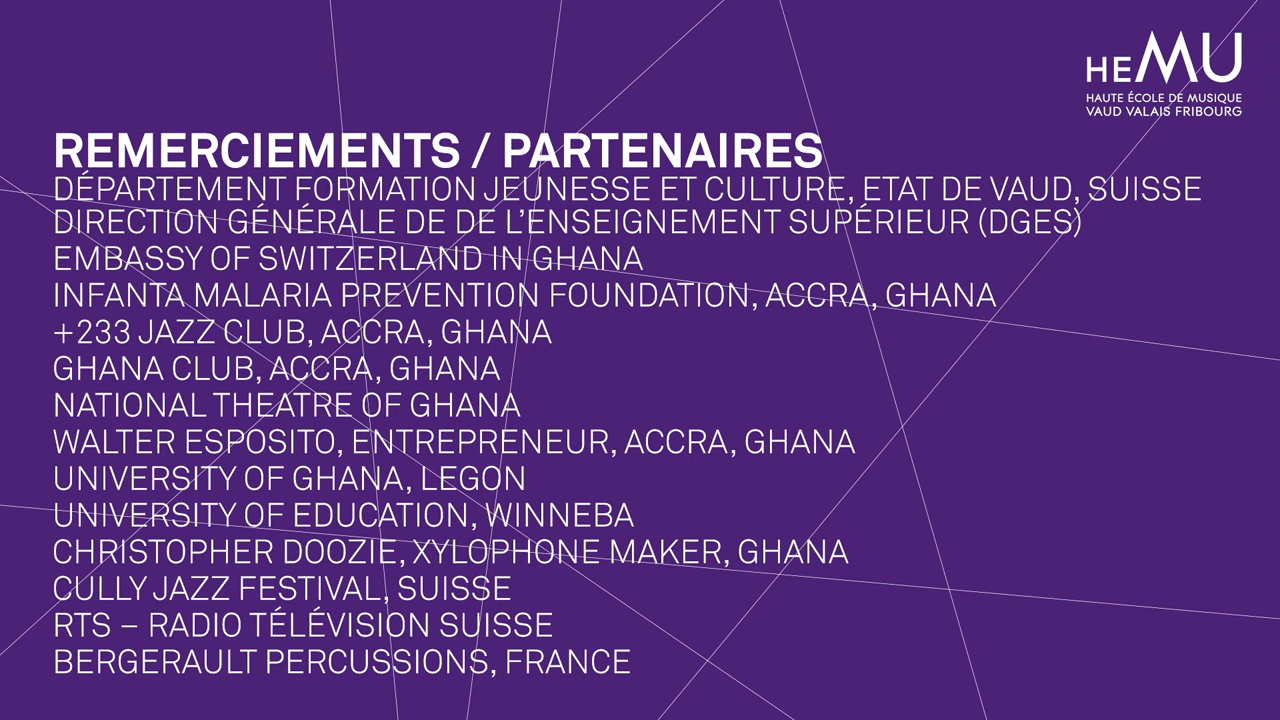 HEMU
HAUTE ÉCOLE DE MUSIQUE
VAUD VALAIS FRIBOURG
REMERCIEMENTS / PARTENAIRES
DÉPARTEMENT FORMATION JEUNESSE ET CULTURE, ETAT DE VAUD, SUISSE
DIRECTION GÉNÉRALE DE DE L'ENSEIGNEMENT SUPÉRIEUR (DGES)
EMBASSY OF SWITZERLAND IN GHANA
INFANTA MALARIA PREVENTION FOUNDATION, ACCRA, GHANA
+233 JAZZ CLUB, ACCRA, GHANA
GHANA CLUB, ACCRA, GHANA
NATIONAL THEATRE OF GHANA
WALTER ESPOSITO, ENTREPRENEUR, ACCRA, GHANA
UNIVERSITY OF GHANA, LEGON
UNIVERSITY OF EDUCATION, WINNEBA
CHRISTOPHER DOOZIE, XYLOPHONE MAKER, GHANA
CULLY JAZZ FESTIVAL, SUISSE
RTS – RADIO TÉLÉVISION SUISSE
BERGERAULT PERCUSSIONS, FRANCE